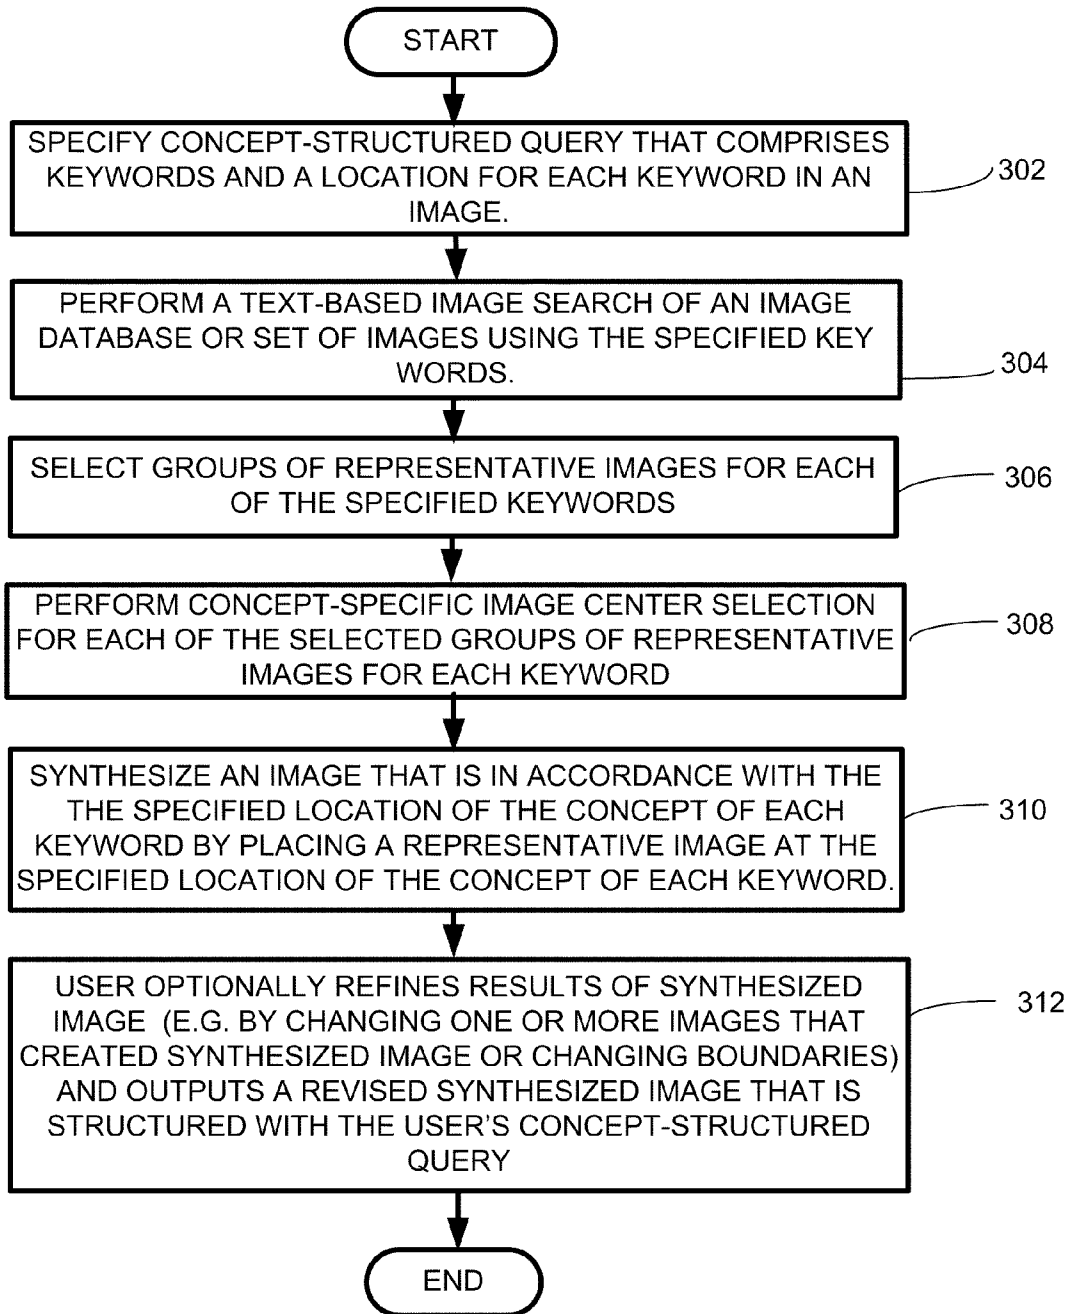 START
SPECIFY CONCEPT-STRUCTURED QUERY THAT COMPRISES
KEYWORDS AND A LOCATION FOR EACH KEYWORD IN AN
IMAGE.
302
PERFORM A TEXT-BASED IMAGE SEARCH OF AN IMAGE
DATABASE OR SET OF IMAGES USING THE SPECIFIED KEY
WORDS.
304
SELECT GROUPS OF REPRESENTATIVE IMAGES FOR EACH
OF THE SPECIFIED KEYWORDS
306
PERFORM CONCEPT-SPECIFIC IMAGE CENTER SELECTION
FOR EACH OF THE SELECTED GROUPS OF REPRESENTATIVE
IMAGES FOR EACH KEYWORD
308
SYNTHESIZE AN IMAGE THAT IS IN ACCORDANCE WITH THE
THE SPECIFIED LOCATION OF THE CONCEPT OF EACH
KEYWORD BY PLACING A REPRESENTATIVE IMAGE AT THE
SPECIFIED LOCATION OF THE CONCEPT OF EACH KEYWORD.
310
USER OPTIONALLY REFINES RESULTS OF SYNTHESIZED
IMAGE (E.G. BY CHANGING ONE OR MORE IMAGES THAT
CREATED SYNTHESIZED IMAGE OR CHANGING BOUNDARIES)
AND OUTPUTS A REVISED SYNTHESIZED IMAGE THAT IS
STRUCTURED WITH THE USER'S CONCEPT-STRUCTURED
QUERY
312
END